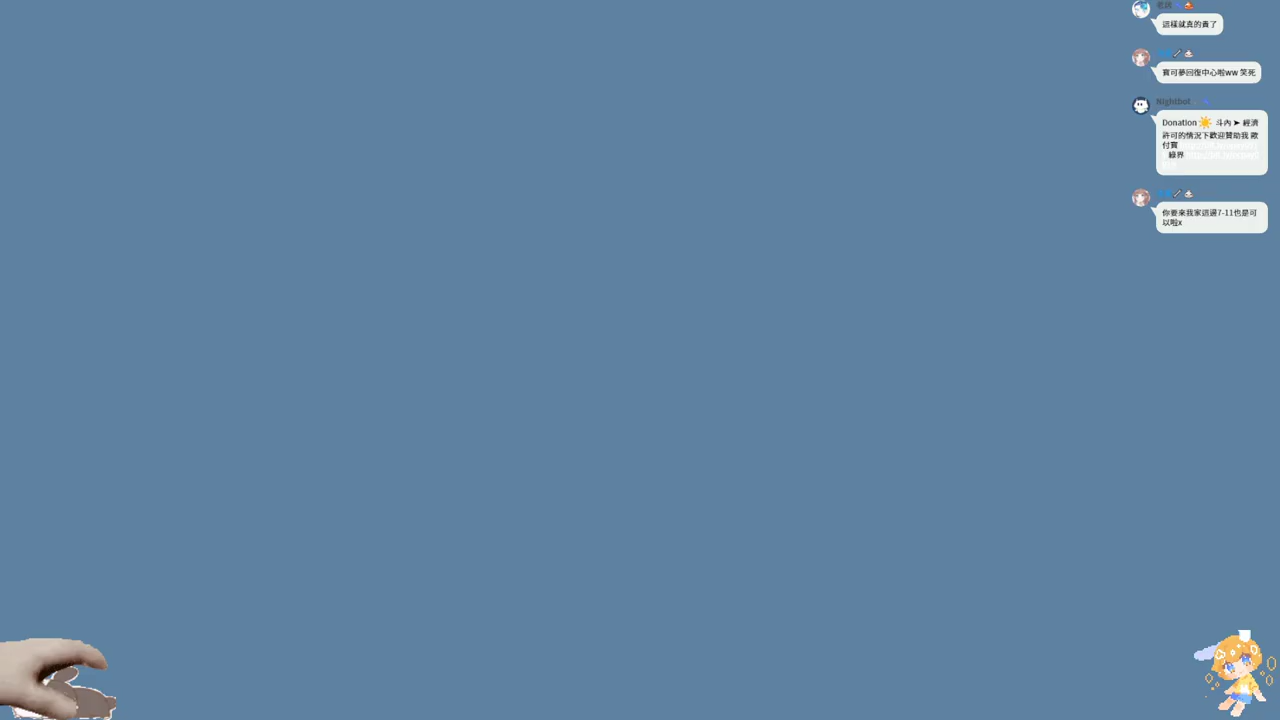 這樣就真的貴了
寶可夢回復中心啦ww 笑死
Nightbot
Donation ☀ 斗內 ➤ 經濟
許可的情況下歡迎贊助我 歐
付寶
綠界
你要來我家這邊7-11也是可
以啦x